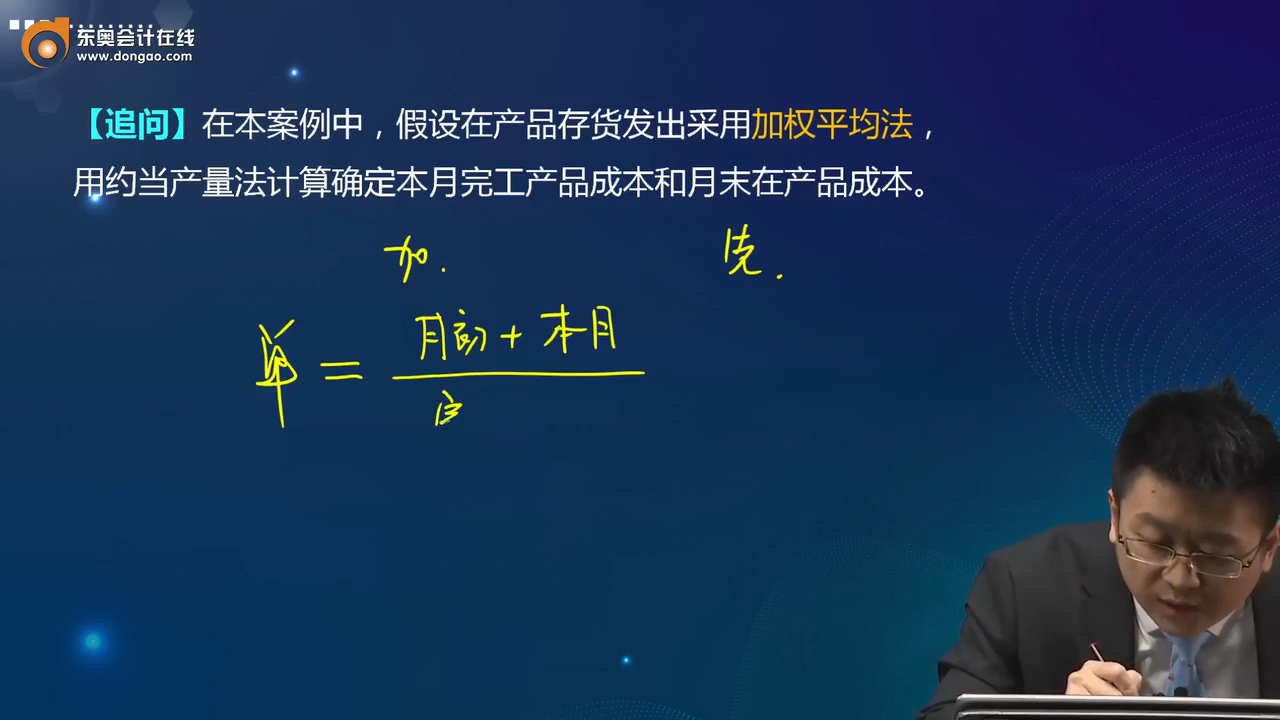 东奥会计在线
www.dongao.com
【追问】在本案例中，假设在产品存货发出采用加权平均法，
用约当产量法计算确定本月完工产品成本和月末在产品成本。
加. 先.
单 = 月初 + 本月
完